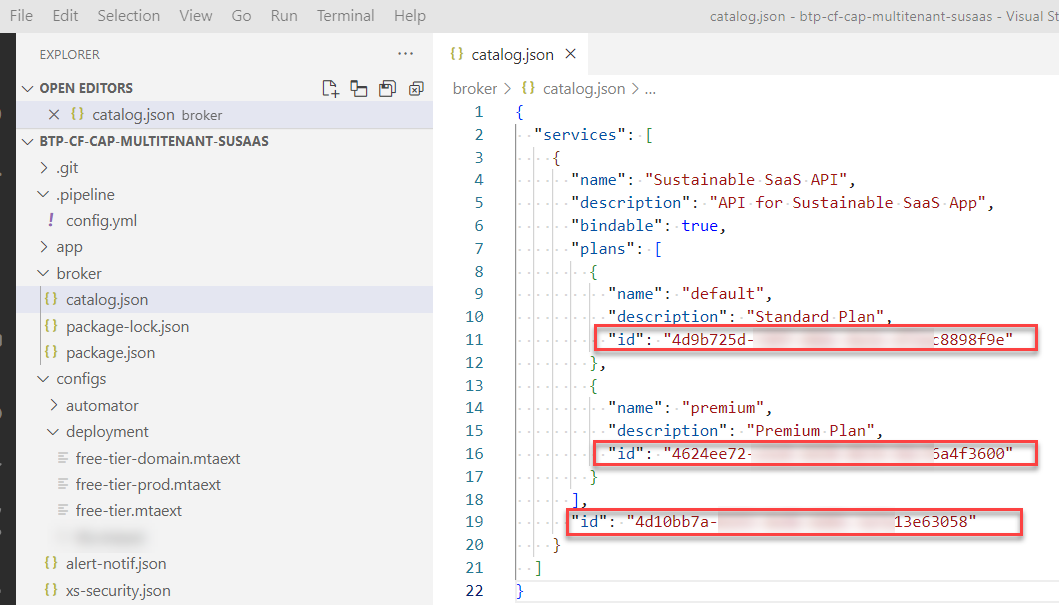 File Edit Selection View Go Run Terminal Help
catalog.json - btp-cf-cap-multitenant-susaas - Visual St
EXPLORER
OPEN EDITORS
{} catalog.json broker
BTP-CF-CAP-MULTITENANT-SUSAAS
.git
.pipeline
! config.yml
app
broker
{} catalog.json
{} package-lock.json
{} package.json
configs
automator
deployment
free-tier-domain.mtaext
free-tier-prod.mtaext
free-tier.mtaext
{} alert-notif.json
{} xs-security.json
{} catalog.json
broker > {} catalog.json > ...
1 {
2 "services": [
3 {
4 "name": "Sustainable SaaS API",
5 "description": "API for Sustainable SaaS App",
6 "bindable": true,
7 "plans": [
8 {
9 "name": "default",
10 "description": "Standard Plan",
11 "id": "4d9b725d- c8898f9e"
12 },
13 {
14 "name": "premium",
15 "description": "Premium Plan",
16 "id": "4624ee72- 6a4f3600"
17 }
18 ],
19 "id": "4d10bb7a- 13e63058"
20 }
21 ]
22 }